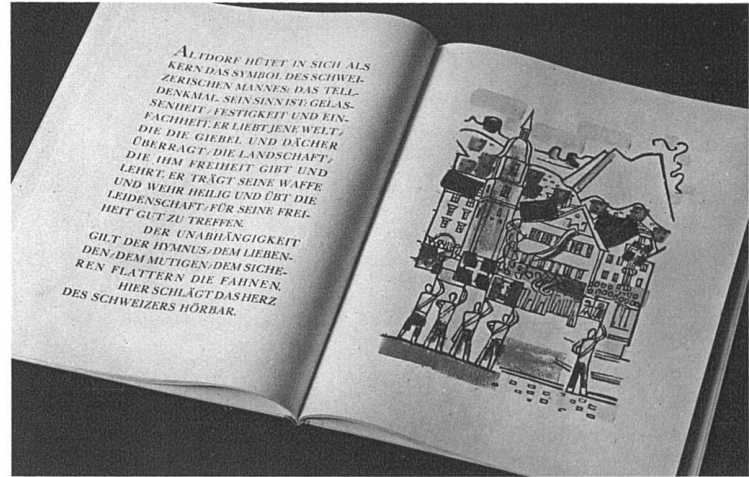 ALTDORF HÜTET IN SICH ALS
KERN DAS SYMBOL DES SCHWEI-
ZERISCHEN MANNES: DAS TELL-
DENKMAL. SEIN SINN IST: GELAS-
SENHEIT/FESTIGKEIT UND EIN-
FACHHEIT. ER LIEBT JENE WELT/
DIE DIE GIEBEL UND DÄCHER
ÜBERRAGT/DIE LANDSCHAFT/
DIE IHM FREIHEIT GIBT UND
LEHRT. ER TRÄGT SEINE WAFFE
UND WEHR HEILIG UND ÜBT DIE
LEIDENSCHAFT/FÜR SEINE FREI-
HEIT GUT ZU TREFFEN.
DER UNABHÄNGIGKEIT
GILT DER HYMNUS/DEM LIEBEN-
DEN/DEM MUTIGEN/DEM SICHE-
REN FLATTERN DIE FAHNEN.
HIER SCHLÄGT DAS HERZ
DES SCHWEIZERS HÖRBAR.